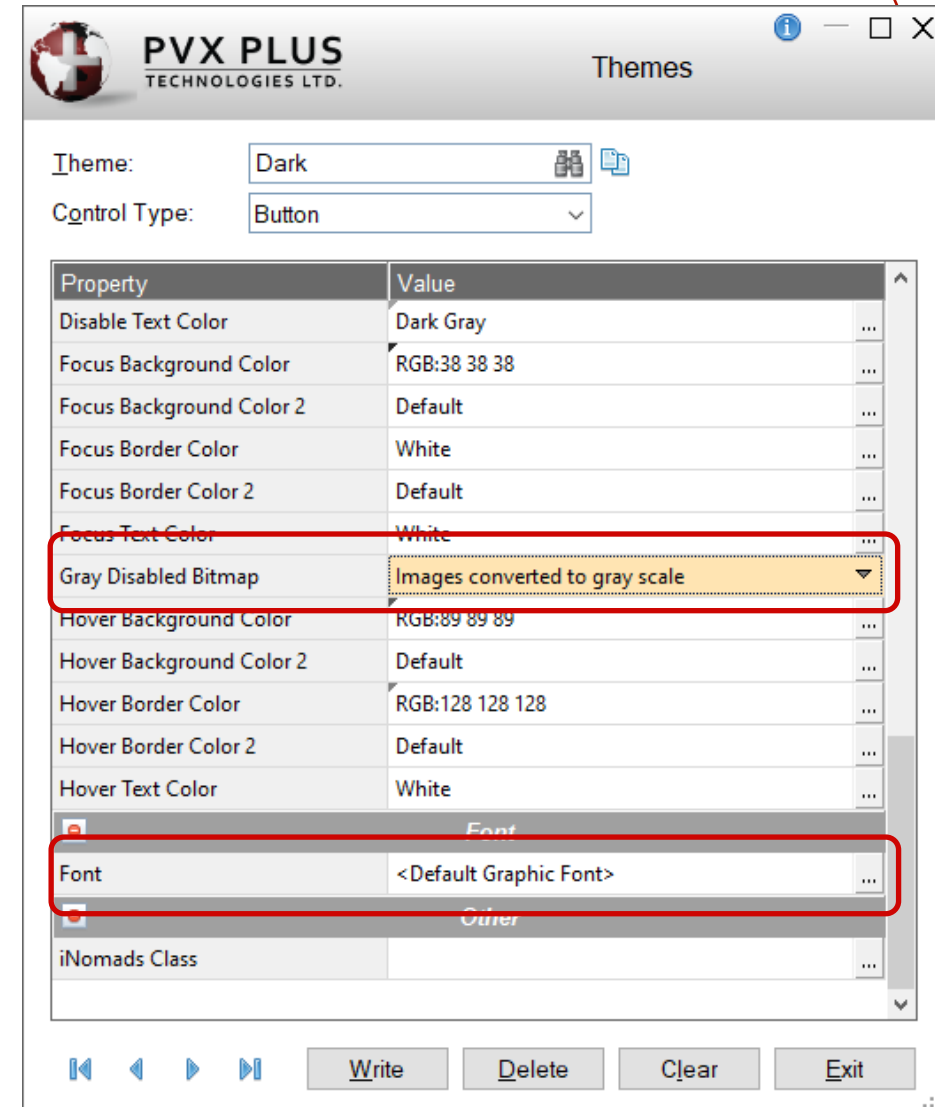 PVX PLUS
TECHNOLOGIES LTD.
Themes
Theme: Dark
Control Type: Button
Property Value
Disable Text Color Dark Gray ...
Focus Background Color RGB:38 38 38 ...
Focus Background Color 2 Default ...
Focus Border Color White ...
Focus Border Color 2 Default ...
Focus Text Color White ...
Gray Disabled Bitmap Images converted to gray scale
Hover Background Color RGB:89 89 89 ...
Hover Background Color 2 Default ...
Hover Border Color RGB:128 128 128 ...
Hover Border Color 2 Default ...
Hover Text Color White ...
Font
Font <Default Graphic Font> ...
Other
iNomads Class ...
Write Delete Clear Exit